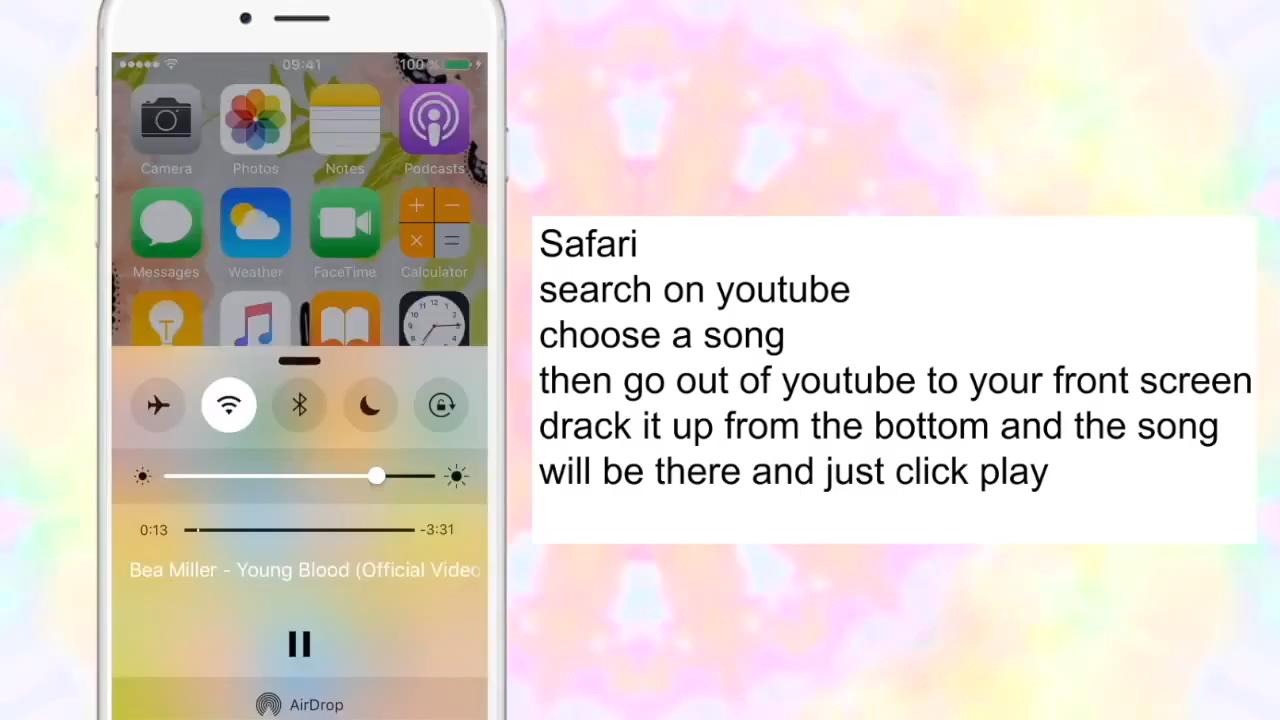 09:41
100 %
Camera
Photos
Notes
Podcasts
Messages
Weather
FaceTime
Calculator
0:13
-3:31
Bea Miller - Young Blood (Official Video
AirDrop
Safari
search on youtube
choose a song
then go out of youtube to your front screen
drack it up from the bottom and the song
will be there and just click play